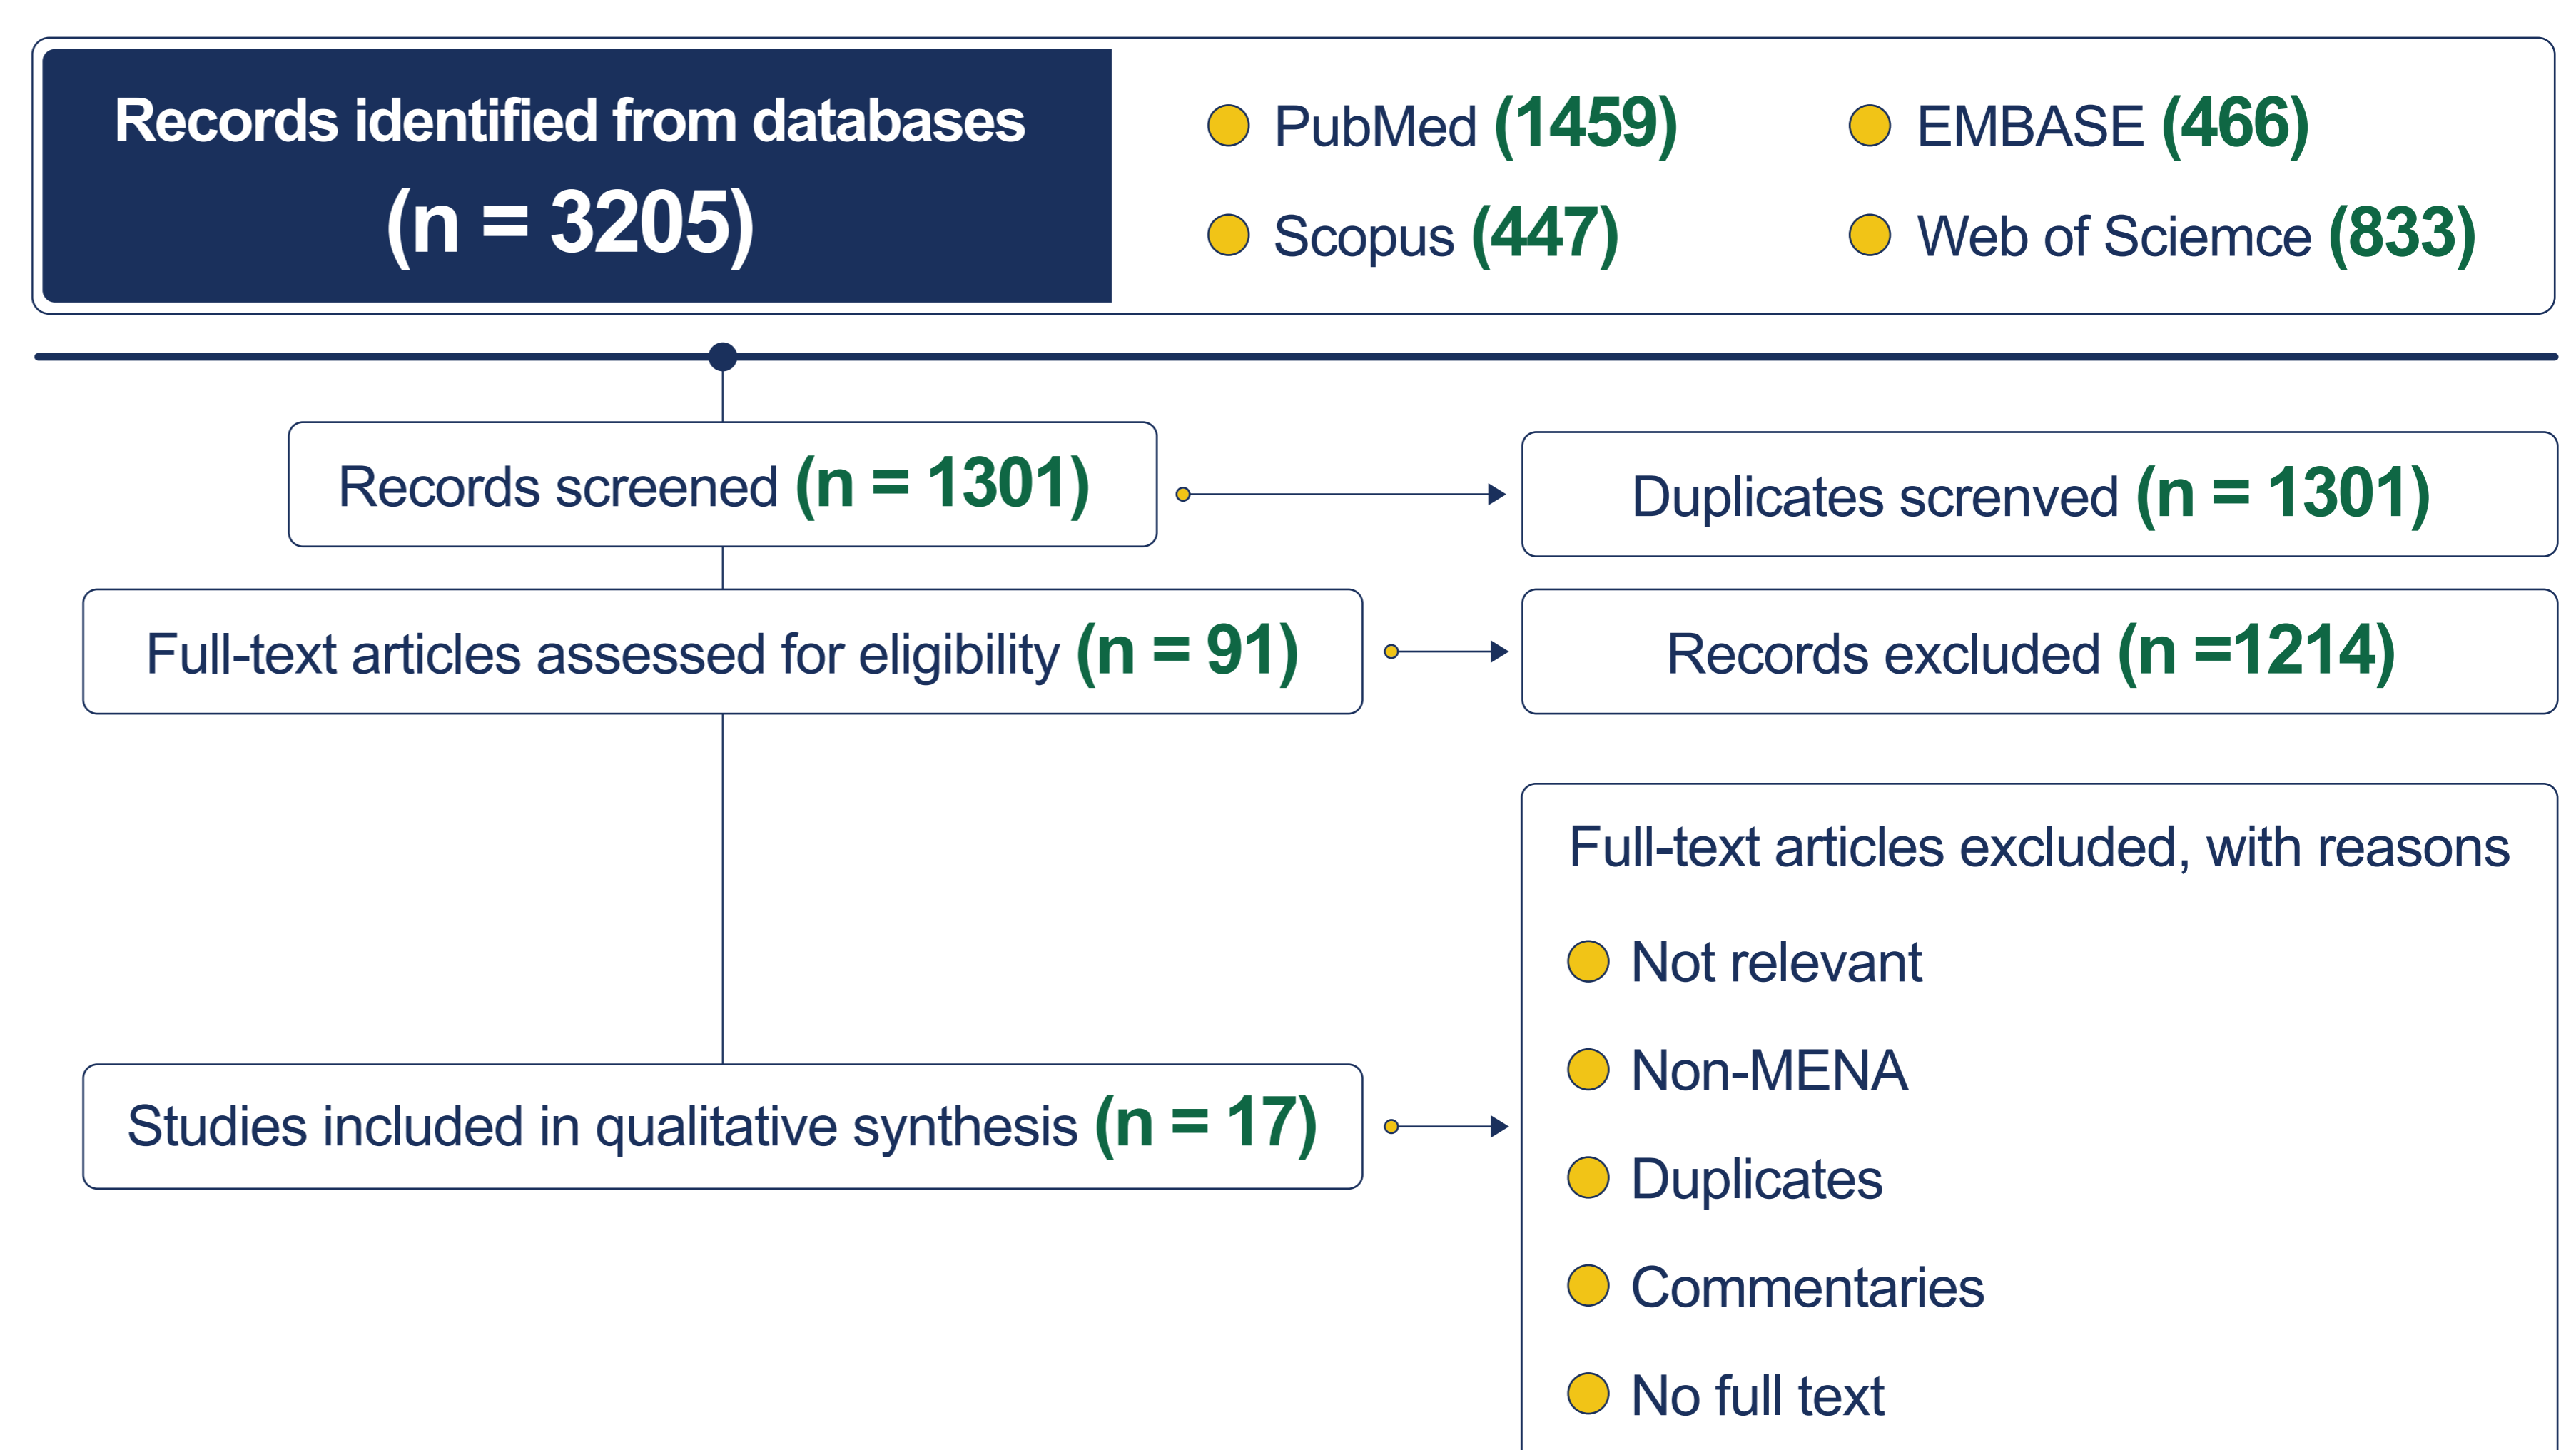 Records identified from databases
(n = 3205)
PubMed (1459)
EMBASE (466)
Scopus (447)
Web of Sciemce (833)
Records screened (n = 1301)
Duplicates screnved (n = 1301)
Full-text articles assessed for eligibility (n = 91)
Records excluded (n =1214)
Full-text articles excluded, with reasons
Not relevant
Non-MENA
Studies included in qualitative synthesis (n = 17)
Duplicates
Commentaries
No full text